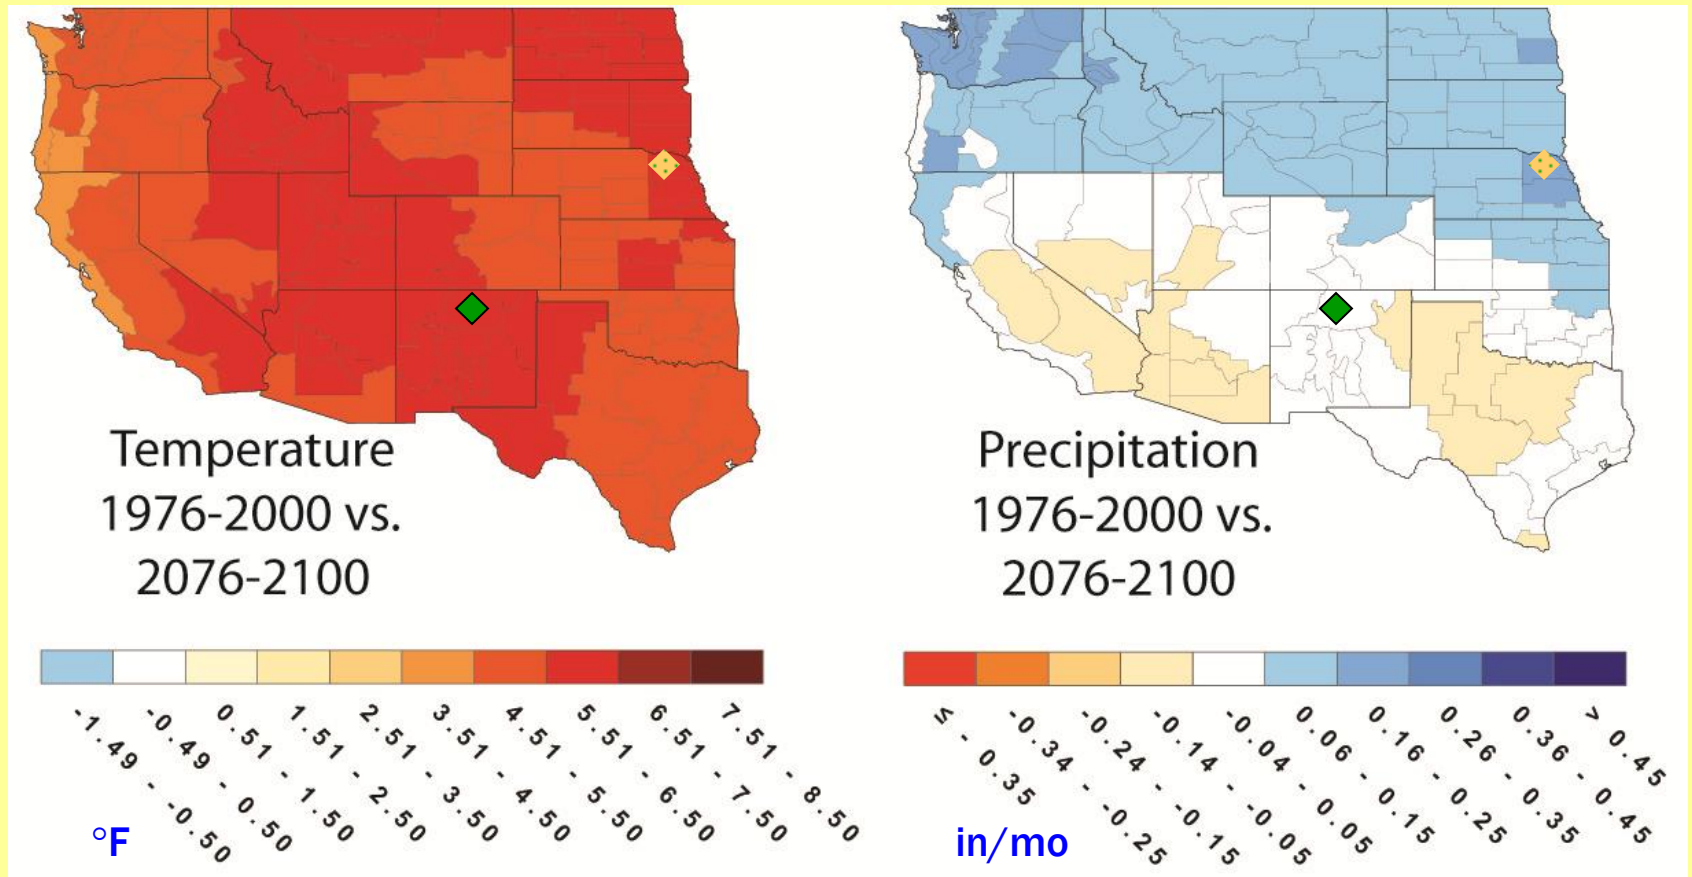 Temperature
1976-2000 vs.
2076-2100
-1.49 - -0.50
-0.49 - 0.50
0.51 - 1.50
1.51 - 2.50
2.51 - 3.50
3.51 - 4.50
4.51 - 5.50
5.51 - 6.50
6.51 - 7.50
7.51 - 8.50
°F
Precipitation
1976-2000 vs.
2076-2100
≤ - 0.35
-0.34 - -0.25
-0.24 - -0.15
-0.14 - -0.05
-0.04 - 0.05
0.06 - 0.15
0.16 - 0.25
0.26 - 0.35
0.36 - 0.45
> 0.45
in/mo